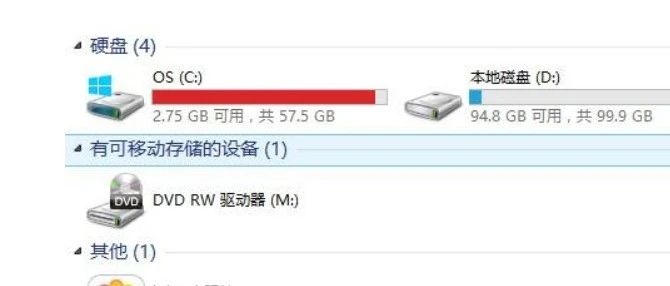 硬盘 (4)
OS (C:)
2.75 GB 可用，共 57.5 GB
本地磁盘 (D:)
94.8 GB 可用，共 99.9 GB
有可移动存储的设备 (1)
DVD
DVD RW 驱动器 (M:)
其他 (1)